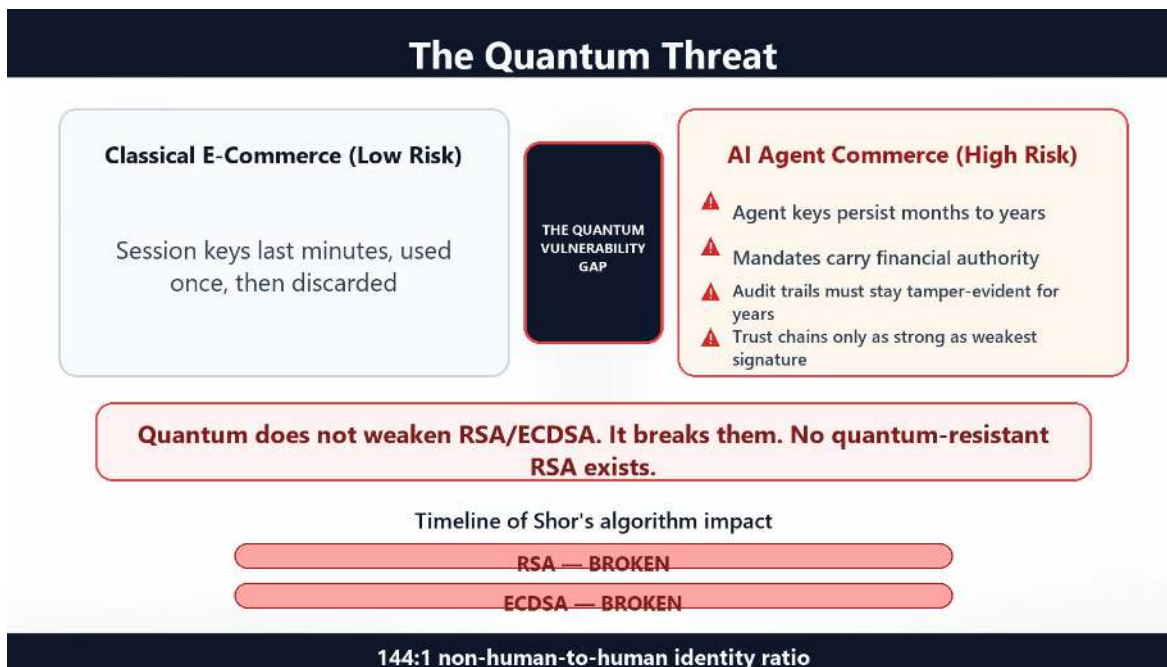 The Quantum Threat
Classical E-Commerce (Low Risk)
Session keys last minutes, used
once, then discarded
THE QUANTUM
VULNERABILITY
GAP
AI Agent Commerce (High Risk)
Agent keys persist months to years
Mandates carry financial authority
Audit trails must stay tamper-evident for
years
Trust chains only as strong as weakest
signature
Quantum does not weaken RSA/ECDSA. It breaks them. No quantum-resistant
RSA exists.
Timeline of Shor's algorithm impact
RSA — BROKEN
ECDSA — BROKEN
144:1 non-human-to-human identity ratio